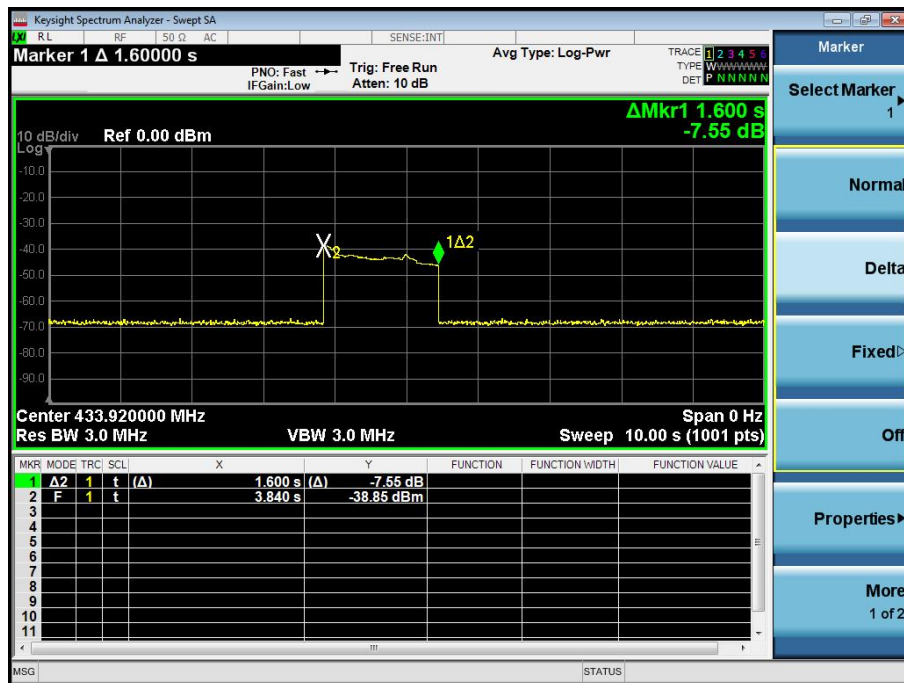 Keysight Spectrum Analyzer - Swept SA
LXI RL RF 50 Ω AC SENSE:INT
Marker 1 Δ 1.60000 s
PNO: Fast
IFGain:Low
Trig: Free Run
Atten: 10 dB
Avg Type: Log-Pwr
TRACE 1 2 3 4 5 6
TYPE WWWWWW
DET P N N N N N
ΔMkr1 1.600 s
-7.55 dB
10 dB/div Ref 0.00 dBm
Log
-10.0
-20.0
-30.0
-40.0
-50.0
-60.0
-70.0
-80.0
-90.0
X2
1Δ2
Center 433.920000 MHz Span 0 Hz
Res BW 3.0 MHz VBW 3.0 MHz Sweep 10.00 s (1001 pts)
MKR MODE TRC SCL X Y FUNCTION FUNCTION WIDTH FUNCTION VALUE
1 Δ2 1 t (Δ) 1.600 s (Δ) -7.55 dB
2 F 1 t 3.840 s -38.85 dBm
3
4
5
6
7
8
9
10
11
MSG STATUS
Marker
Select Marker
1
Normal
Delta
Fixed
Off
Properties
More
1 of 2